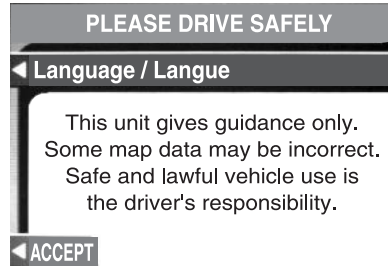 PLEASE DRIVE SAFELY
Language / Langue
This unit gives guidance only.
Some map data may be incorrect.
Safe and lawful vehicle use is
the driver's responsibility.
ACCEPT